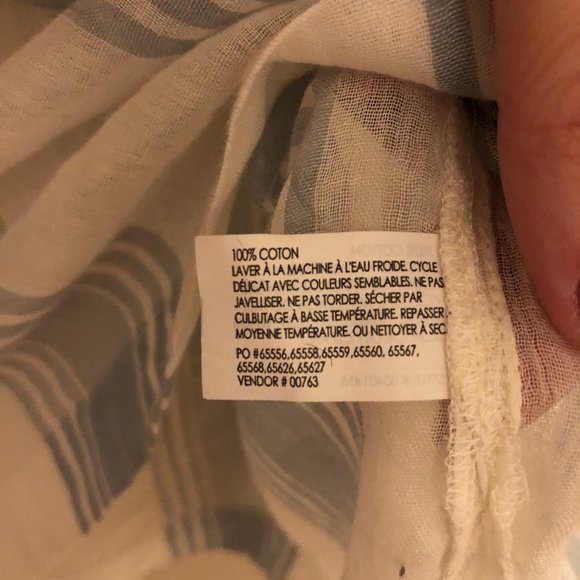 100% COTON
LAVER À LA MACHINE À L'EAU FROIDE. CYCLE
DÉLICAT AVEC COULEURS SEMBLABLES. NE PAS
JAVELLISER. NE PAS TORDER. SÉCHER PAR
CULBUTAGE À BASSE TEMPÉRATURE. REPASSER
MOYENNE TEMPÉRATURE. OU NETTOYER À SEC
PO #65556,65558,65559,65560, 65567,
65568,65626,65627
VENDOR # 00763